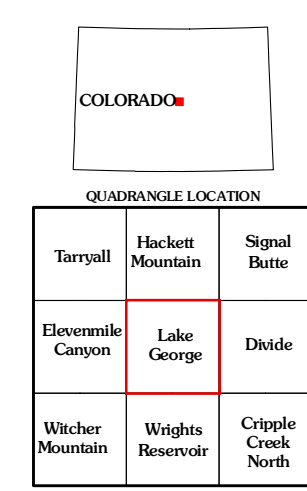 COLORADO
QUADRANGLE LOCATION
Tarryall
Hackett
Mountain
Signal
Butte
Elevenmile
Canyon
Lake
George
Divide
Witcher
Mountain
Wrights
Reservoir
Cripple
Creek
North